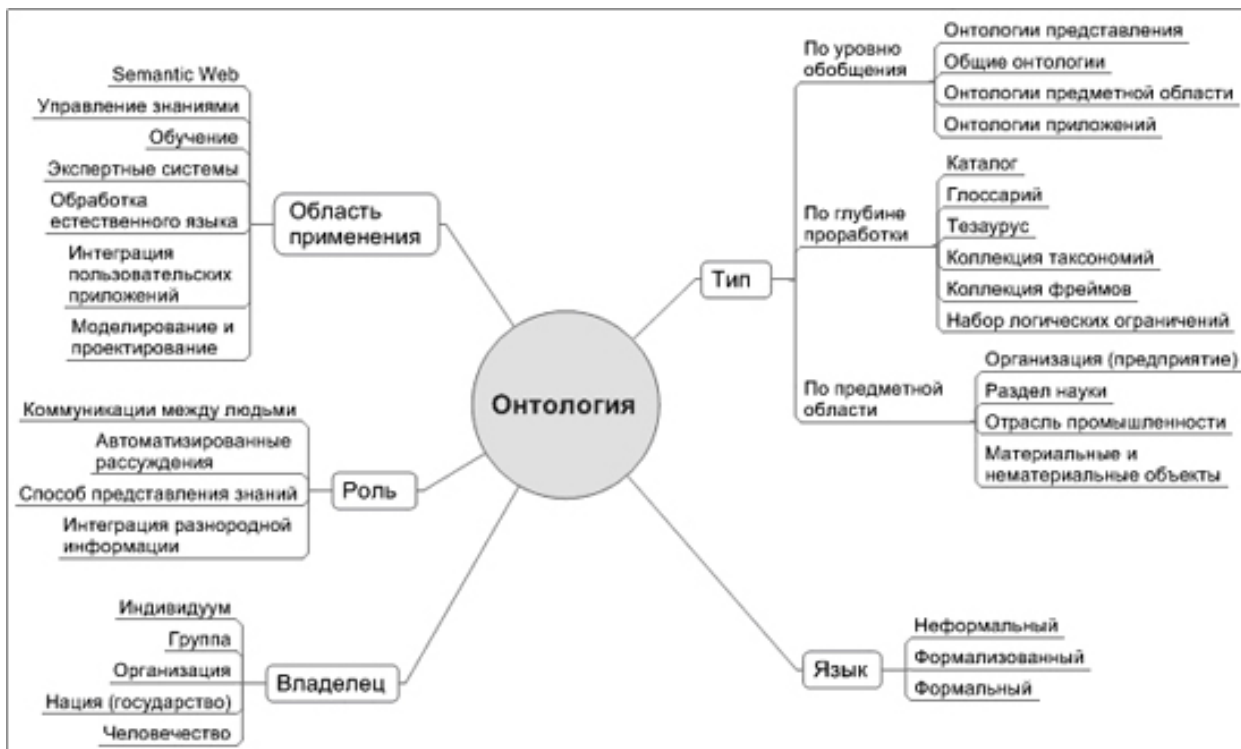 Онтология
Область
применения
Semantic Web
Управление знаниями
Обучение
Экспертные системы
Обработка
естественного языка
Интеграция
пользовательских
приложений
Моделирование и
проектирование
Роль
Коммуникации между людьми
Автоматизированные
рассуждения
Способ представления знаний
Интеграция разнородной
информации
Владелец
Индивидуум
Группа
Организация
Нация (государство)
Человечество
Тип
По уровню
обобщения
Онтологии представления
Общие онтологии
Онтологии предметной области
Онтологии приложений
По глубине
проработки
Каталог
Глоссарий
Тезаурус
Коллекция таксономий
Коллекция фреймов
Набор логических ограничений
По предметной
области
Организация (предприятие)
Раздел науки
Отрасль промышленности
Материальные и
нематериальные объекты
Язык
Неформальный
Формализованный
Формальный